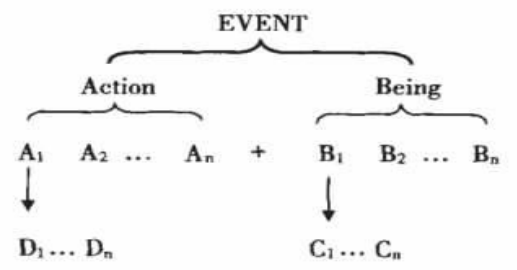 EVENT
Action Being
A₁ A₂ ... Aₙ + B₁ B₂ ... Bₙ
D₁ ... Dₙ C₁ ... Cₙ